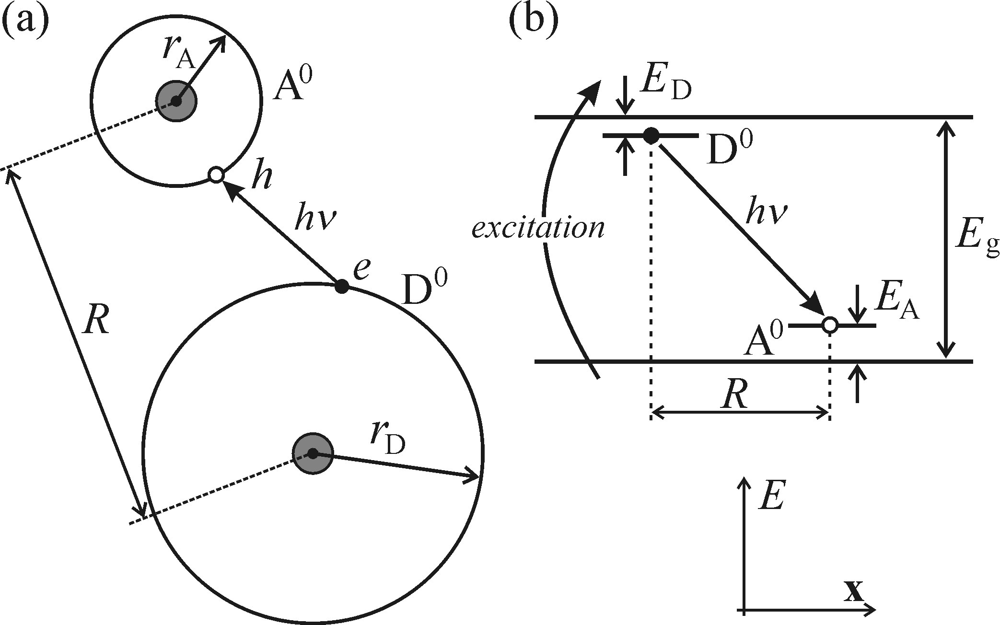 (a)
r_A
A^0
h
hν
e
D^0
R
r_D
(b)
E_D
D^0
hν
excitation
E_g
E_A
A^0
R
E
x